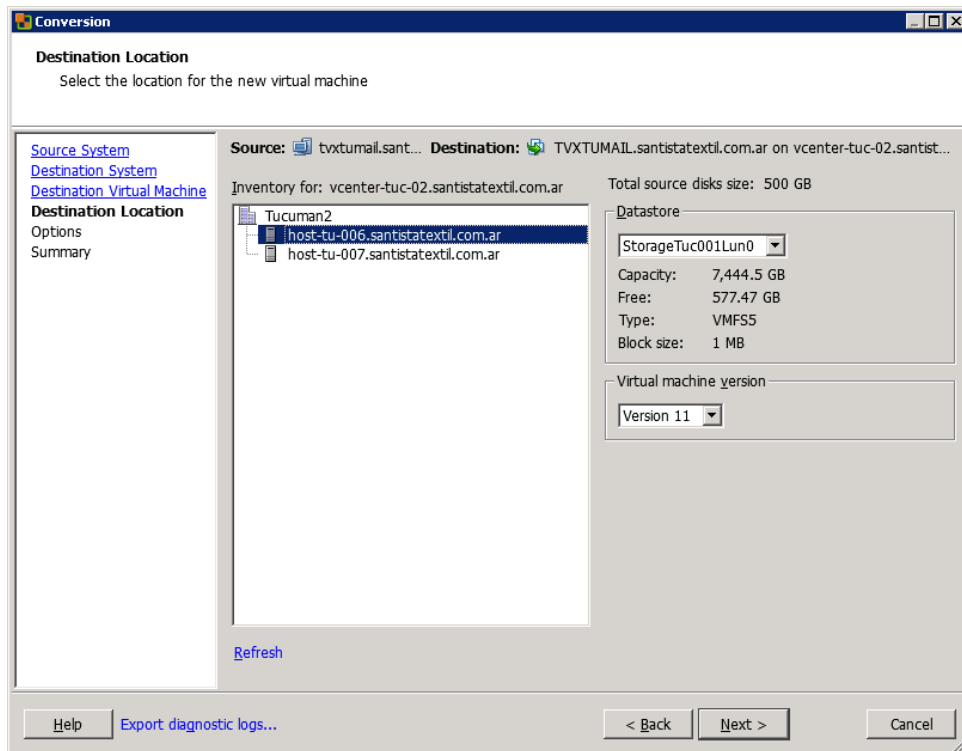 Conversion
Destination Location
Select the location for the new virtual machine
Source System
Destination System
Destination Virtual Machine
Destination Location
Options
Summary
Source: tvxtumail.sant... Destination: TVXTUMAIL.santistatextil.com.ar on vcenter-tuc-02.santist...
Inventory for: vcenter-tuc-02.santistatextil.com.ar
Tucuman2
host-tu-006.santistatextil.com.ar
host-tu-007.santistatextil.com.ar
Refresh
Total source disks size: 500 GB
Datastore
StorageTuc001Lun0
Capacity: 7,444.5 GB
Free: 577.47 GB
Type: VMFS5
Block size: 1 MB
Virtual machine version
Version 11
Help Export diagnostic logs... < Back Next > Cancel